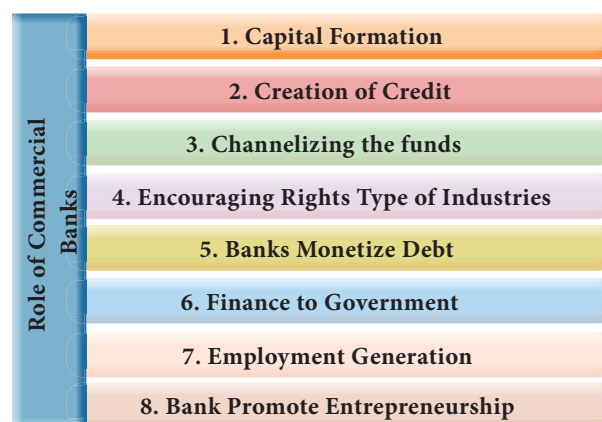 Role of Commercial
Banks
1. Capital Formation
2. Creation of Credit
3. Channelizing the funds
4. Encouraging Rights Type of Industries
5. Banks Monetize Debt
6. Finance to Government
7. Employment Generation
8. Bank Promote Entrepreneurship